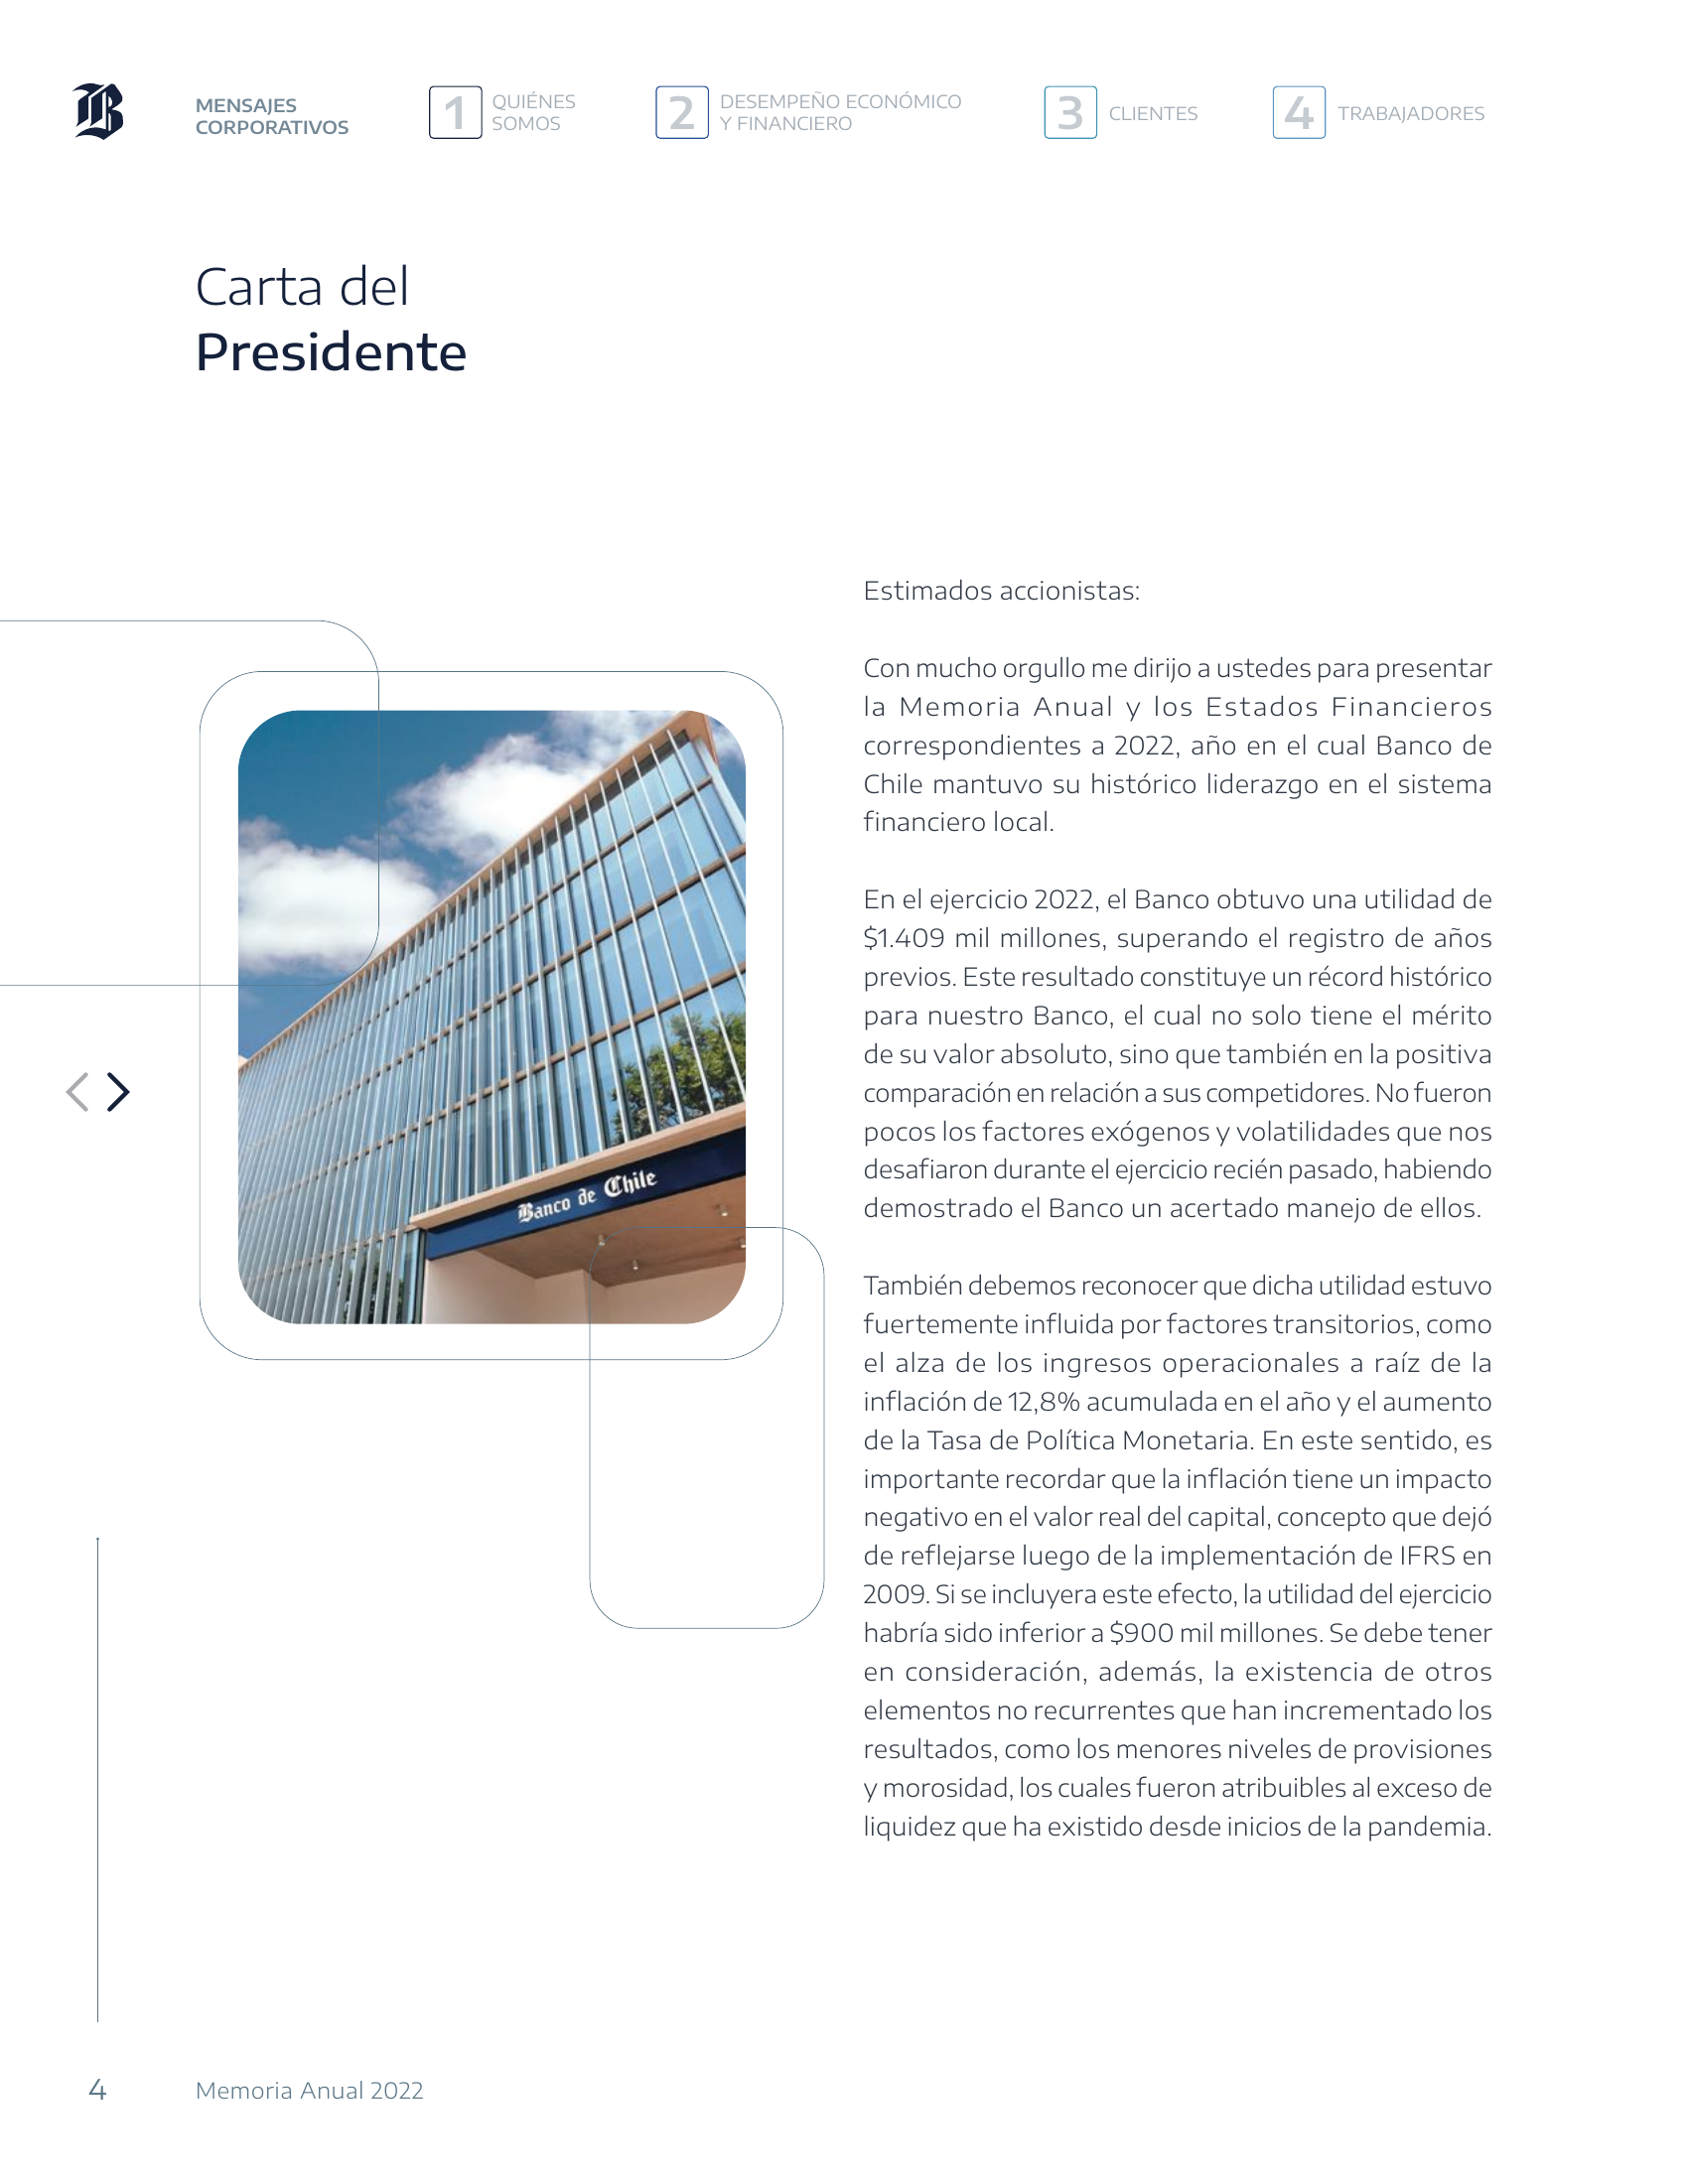 B
MENSAJES
CORPORATIVOS
1
QUIÉNES
SOMOS
2
DESEMPEÑO ECONÓMICO
Y FINANCIERO
3
CLIENTES
4
TRABAJADORES
Carta del
Presidente
Banco de Chile
Estimados accionistas:
Con mucho orgullo me dirijo a ustedes para presentar
la Memoria Anual y los Estados Financieros
correspondientes a 2022, año en el cual Banco de
Chile mantuvo su histórico liderazgo en el sistema
financiero local.
En el ejercicio 2022, el Banco obtuvo una utilidad de
$1.409 mil millones, superando el registro de años
previos. Este resultado constituye un récord histórico
para nuestro Banco, el cual no solo tiene el mérito
de su valor absoluto, sino que también en la positiva
comparación en relación a sus competidores. No fueron
pocos los factores exógenos y volatilidades que nos
desafiaron durante el ejercicio recién pasado, habiendo
demostrado el Banco un acertado manejo de ellos.
También debemos reconocer que dicha utilidad estuvo
fuertemente influida por factores transitorios, como
el alza de los ingresos operacionales a raíz de la
inflación de 12,8% acumulada en el año y el aumento
de la Tasa de Política Monetaria. En este sentido, es
importante recordar que la inflación tiene un impacto
negativo en el valor real del capital, concepto que dejó
de reflejarse luego de la implementación de IFRS en
2009. Si se incluyera este efecto, la utilidad del ejercicio
habría sido inferior a $900 mil millones. Se debe tener
en consideración, además, la existencia de otros
elementos no recurrentes que han incrementado los
resultados, como los menores niveles de provisiones
y morosidad, los cuales fueron atribuibles al exceso de
liquidez que ha existido desde inicios de la pandemia.
4
Memoria Anual 2022